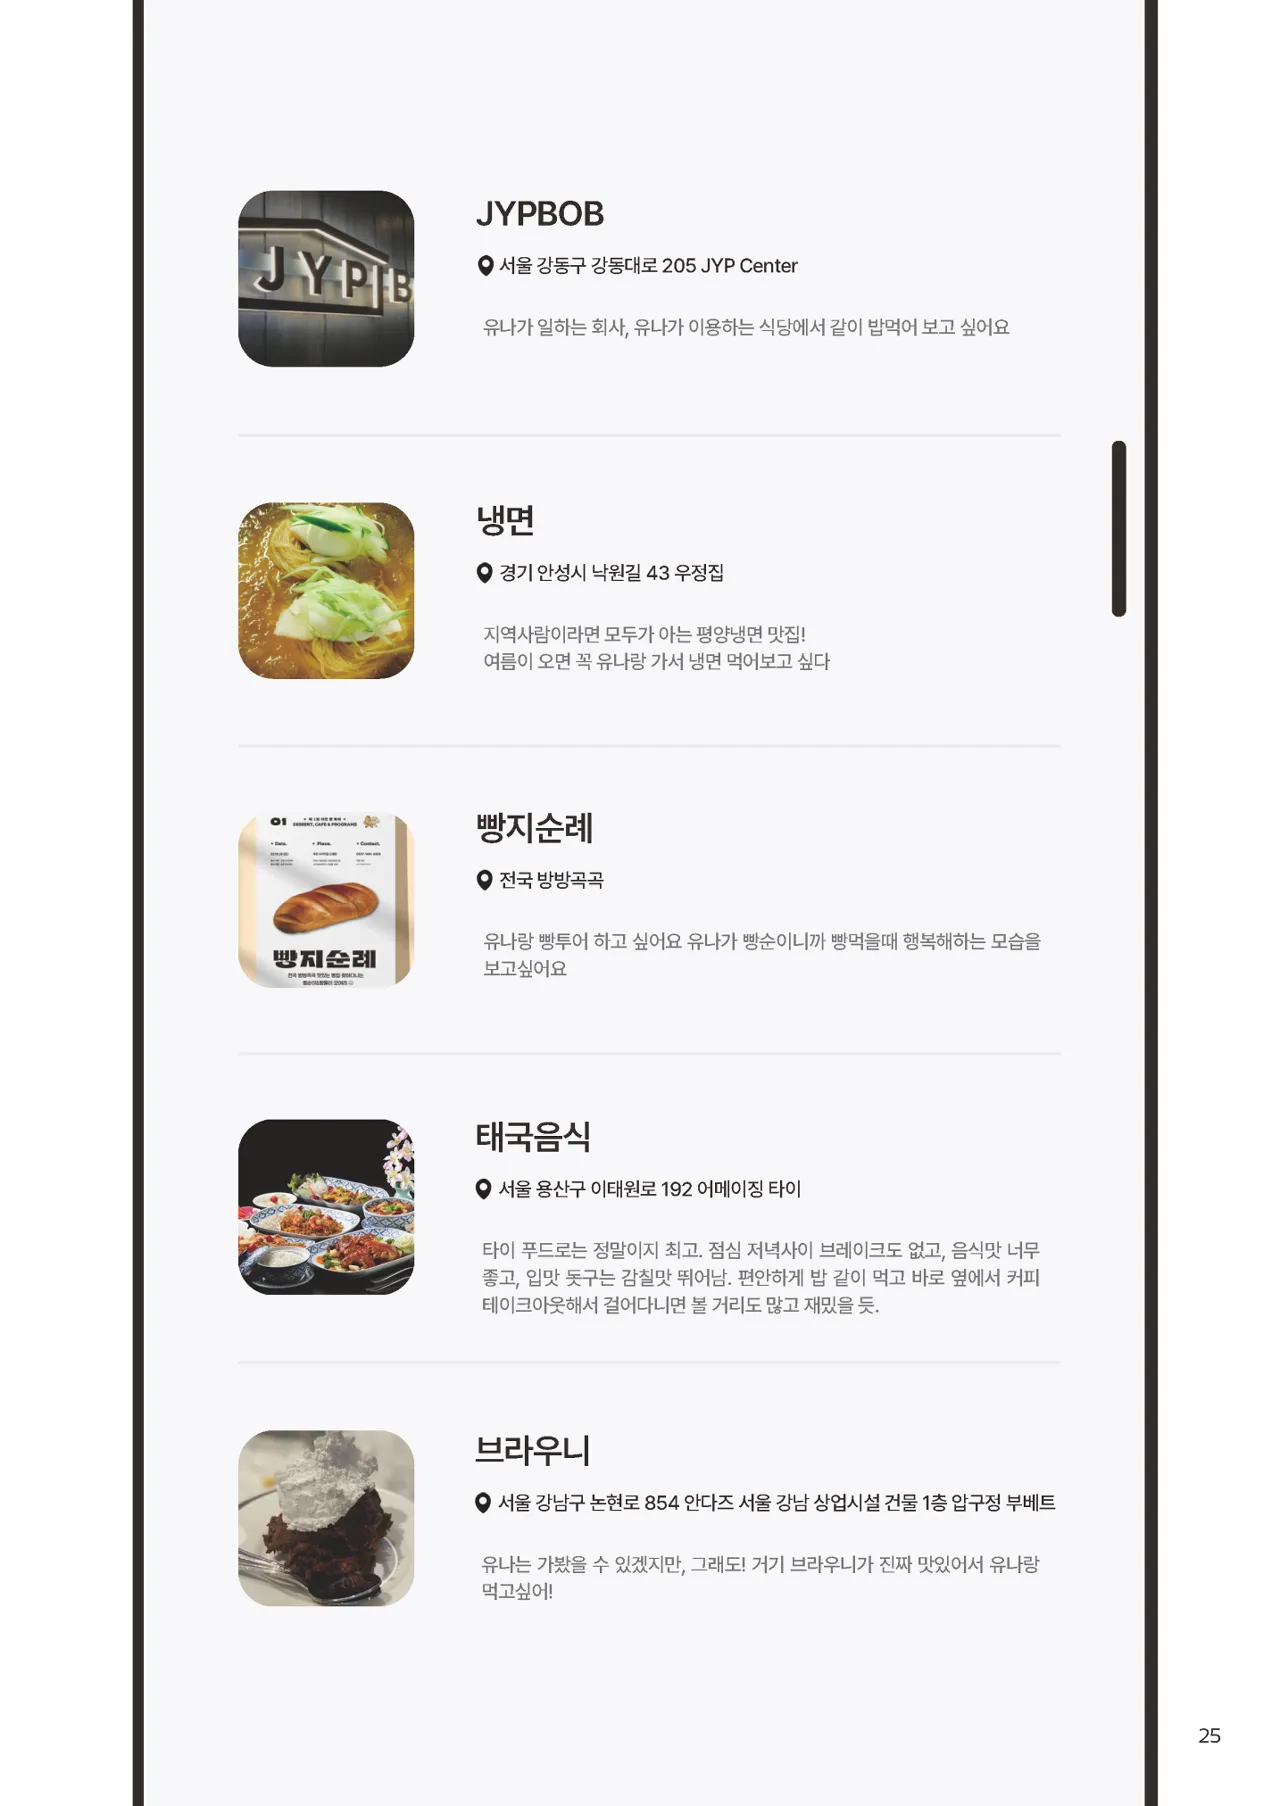 JYPB
JYPBOB
서울 강동구 강동대로 205 JYP Center
유나가 일하는 회사, 유나가 이용하는 식당에서 같이 밥먹어 보고 싶어요
냉면
경기 안성시 낙원길 43 우정집
지역사람이라면 모두가 아는 평양냉면 맛집!
여름이 오면 꼭 유나랑 가서 냉면 먹어보고 싶다
01
DESSERT, CAFE & PROGRAMS
Date.
Place.
Contact.
빵지순례
빵지순례
전국 방방곡곡
유나랑 빵투어 하고 싶어요 유나가 빵순이니까 빵먹을때 행복해하는 모습을
보고싶어요
태국음식
서울 용산구 이태원로 192 어메이징 타이
타이 푸드로는 정말이지 최고. 점심 저녁사이 브레이크도 없고, 음식맛 너무
좋고, 입맛 돗구는 감칠맛 뛰어남. 편안하게 밥 같이 먹고 바로 옆에서 커피
테이크아웃해서 걸어다니면 볼 거리도 많고 재밌을 듯.
브라우니
서울 강남구 논현로 854 안다즈 서울 강남 상업시설 건물 1층 압구정 부베트
유나는 가봤을 수 있겠지만, 그래도! 거기 브라우니가 진짜 맛있어서 유나랑
먹고싶어!
25